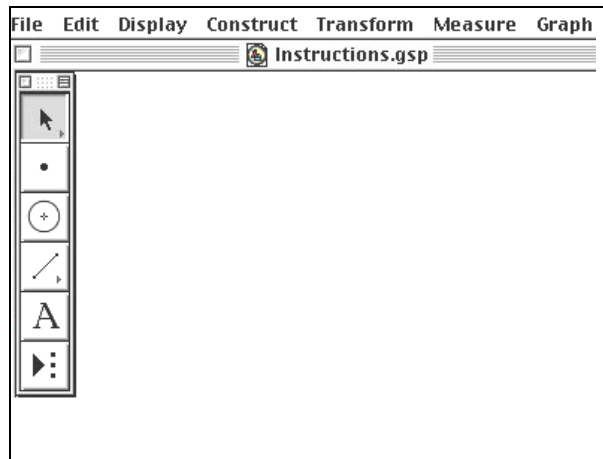 File Edit Display Construct Transform Measure Graph
Instructions.gsp
A